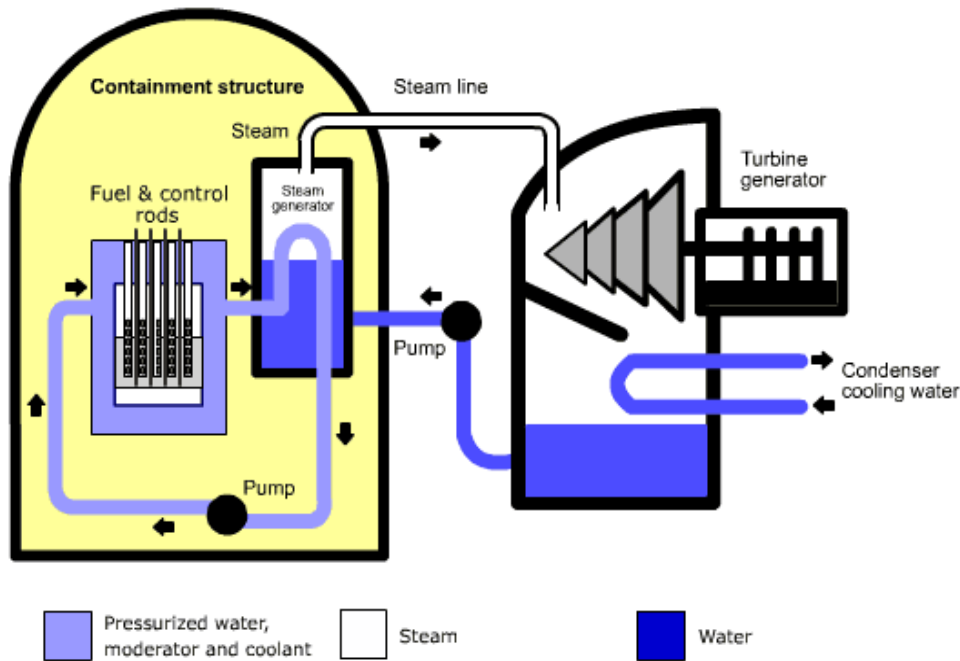 Containment structure
Steam line
Steam
Turbine
generator
Steam
generator
Fuel & control
rods
Pump
Condenser
cooling water
Pump
Pressurized water,
moderator and coolant
Steam
Water